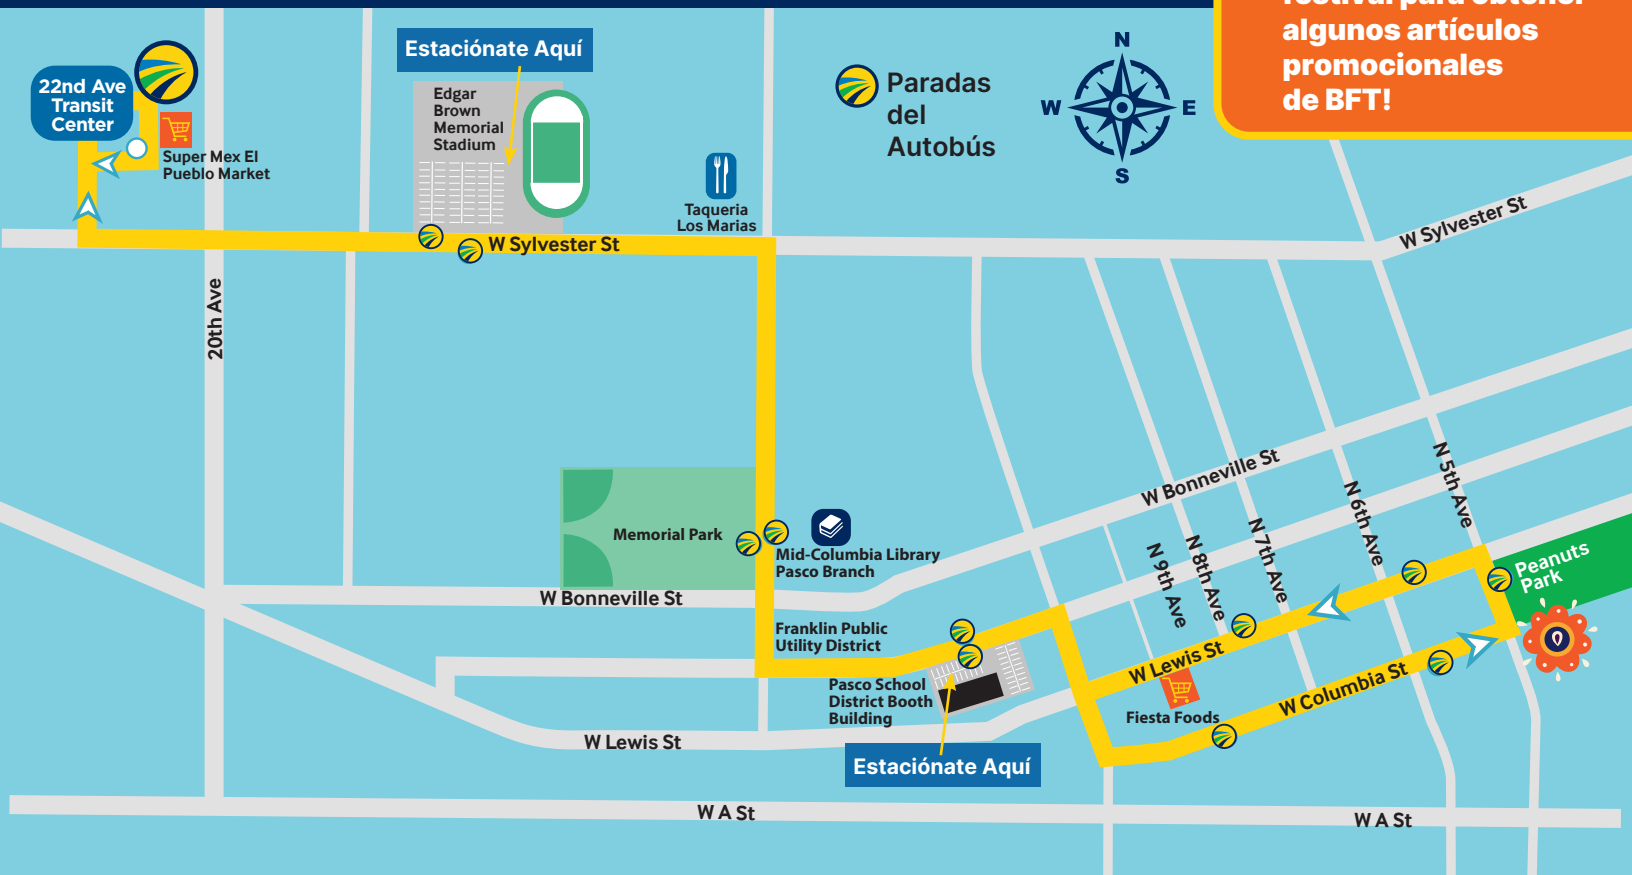 algunos artículos
promocionales
de BFT!
Estaciónate Aquí
22nd Ave
Transit
Center
Super Mex El
Pueblo Market
Edgar
Brown
Memorial
Stadium
Taqueria
Los Marias
Paradas
del
Autobús
N
W
E
S
W Sylvester St
W Sylvester St
20th Ave
Memorial Park
Mid-Columbia Library
Pasco Branch
W Bonneville St
W Bonneville St
Franklin Public
Utility District
Pasco School
District Booth
Building
Estaciónate Aquí
N 9th Ave
N 8th Ave
N 7th Ave
N 6th Ave
N 5th Ave
Peanuts
Park
W Lewis St
Fiesta Foods
W Columbia St
W Lewis St
W A St
W A St